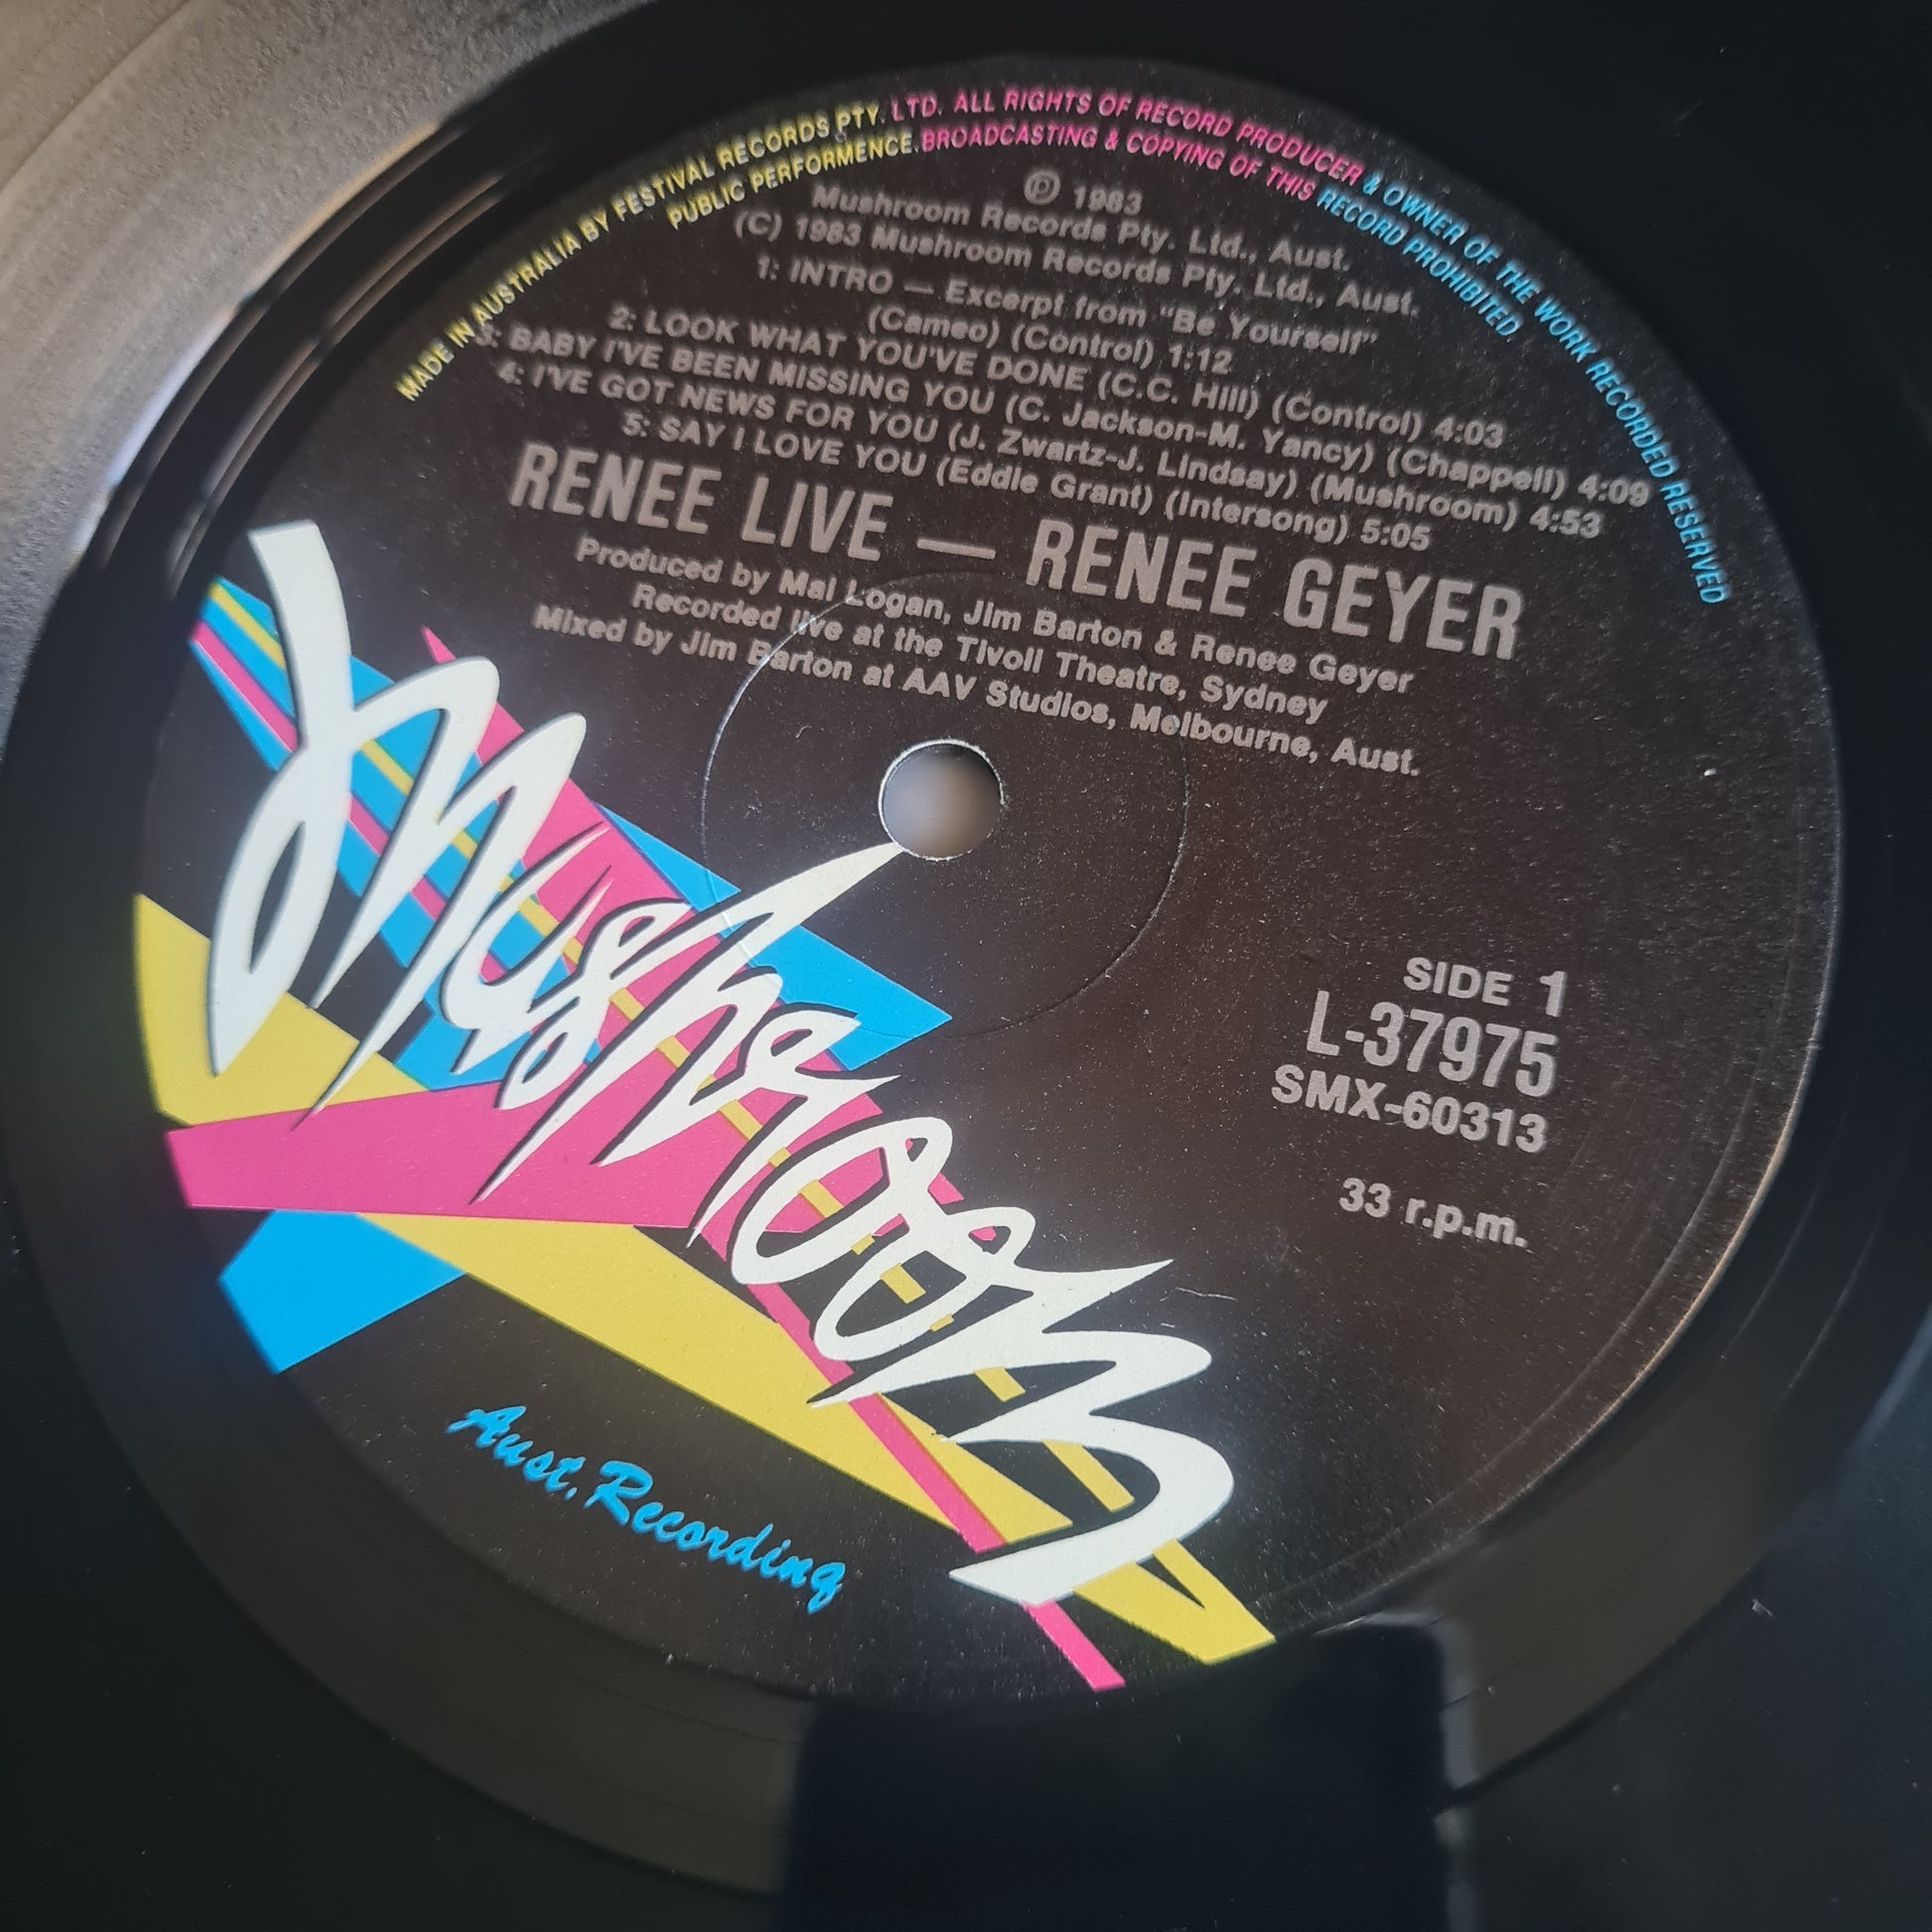 MADE IN AUSTRALIA BY FESTIVAL RECORDS PTY. LTD. ALL RIGHTS OF RECORD PRODUCER & OWNER OF THE WORK RECORDED RESERVED
PUBLIC PERFORMENCE. BROADCASTING & COPYING OF THIS RECORD PROHIBITED.
℗ 1983
Mushroom Records Pty. Ltd., Aust.
(C) 1983 Mushroom Records Pty. Ltd., Aust.
1: INTRO — Excerpt from "Be Yourself"
(Cameo) (Control) 1:12
2: LOOK WHAT YOU'VE DONE (C.C. Hill) (Control) 4:03
3: BABY I'VE BEEN MISSING YOU (C. Jackson-M. Yancy) (Chappell) 4:09
4: I'VE GOT NEWS FOR YOU (J. Zwartz-J. Lindsay) (Mushroom) 4:53
5: SAY I LOVE YOU (Eddie Grant) (Intersong) 5:05
RENEE LIVE — RENEE GEYER
Produced by Mal Logan, Jim Barton & Renee Geyer
Recorded live at the Tivoli Theatre, Sydney
Mixed by Jim Barton at AAV Studios, Melbourne, Aust.
Mushroom
SIDE 1
L-37975
SMX-60313
33 r.p.m.
Aust. Recording